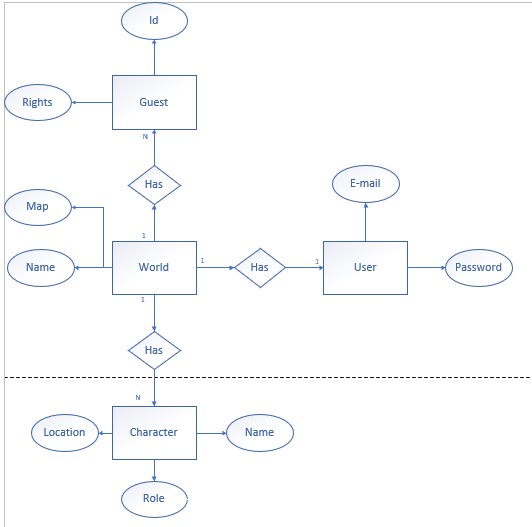 Id
Rights
Guest
N
Has
E-mail
Map
1
Name
World
1
Has
1
User
Password
1
Has
N
Location
Character
Name
Role